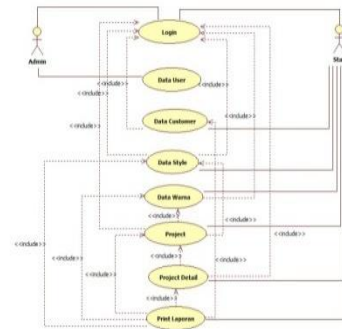 Login
Admin
Sta
Data User
<<include>>
<<include>>
<<include>>
Data Customer
<<include>>
Data Style
Data Warna
<<include>>
<<include>>
Project
<<include>>
<<include>>
<<include>>
<<include>>
Project Detail
<<include>>
<<include>>
<<include>>
Print Laporan